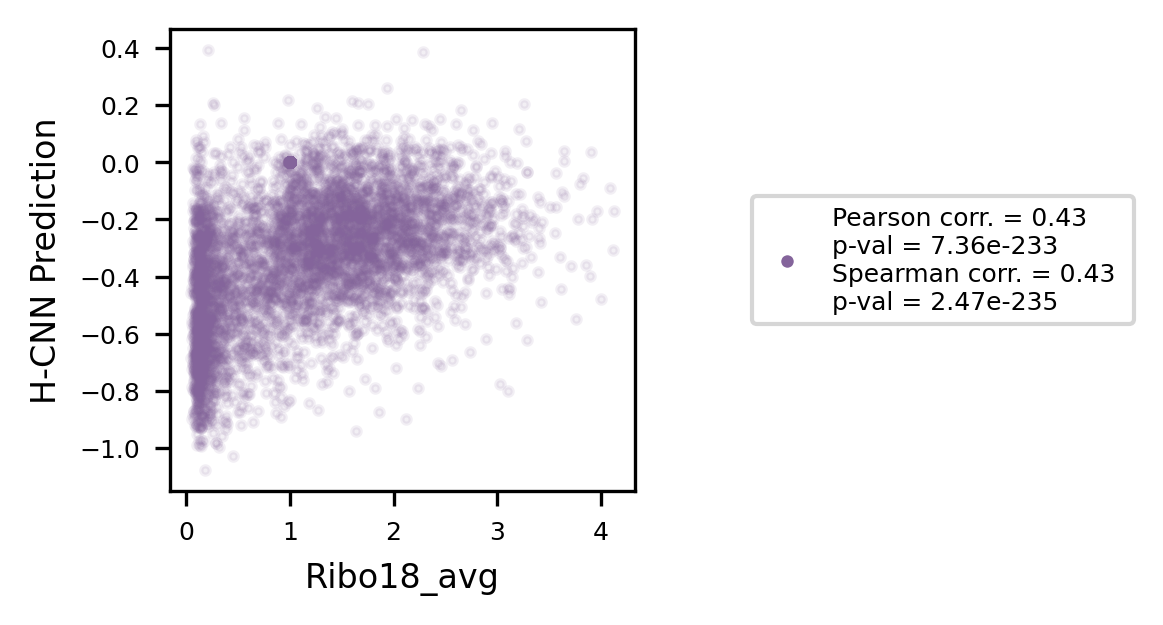 0.4
0.2
0.0
−0.2
−0.4
−0.6
−0.8
−1.0
H-CNN Prediction
0 1 2 3 4
Ribo18_avg
Pearson corr. = 0.43
p-val = 7.36e-233
Spearman corr. = 0.43
p-val = 2.47e-235